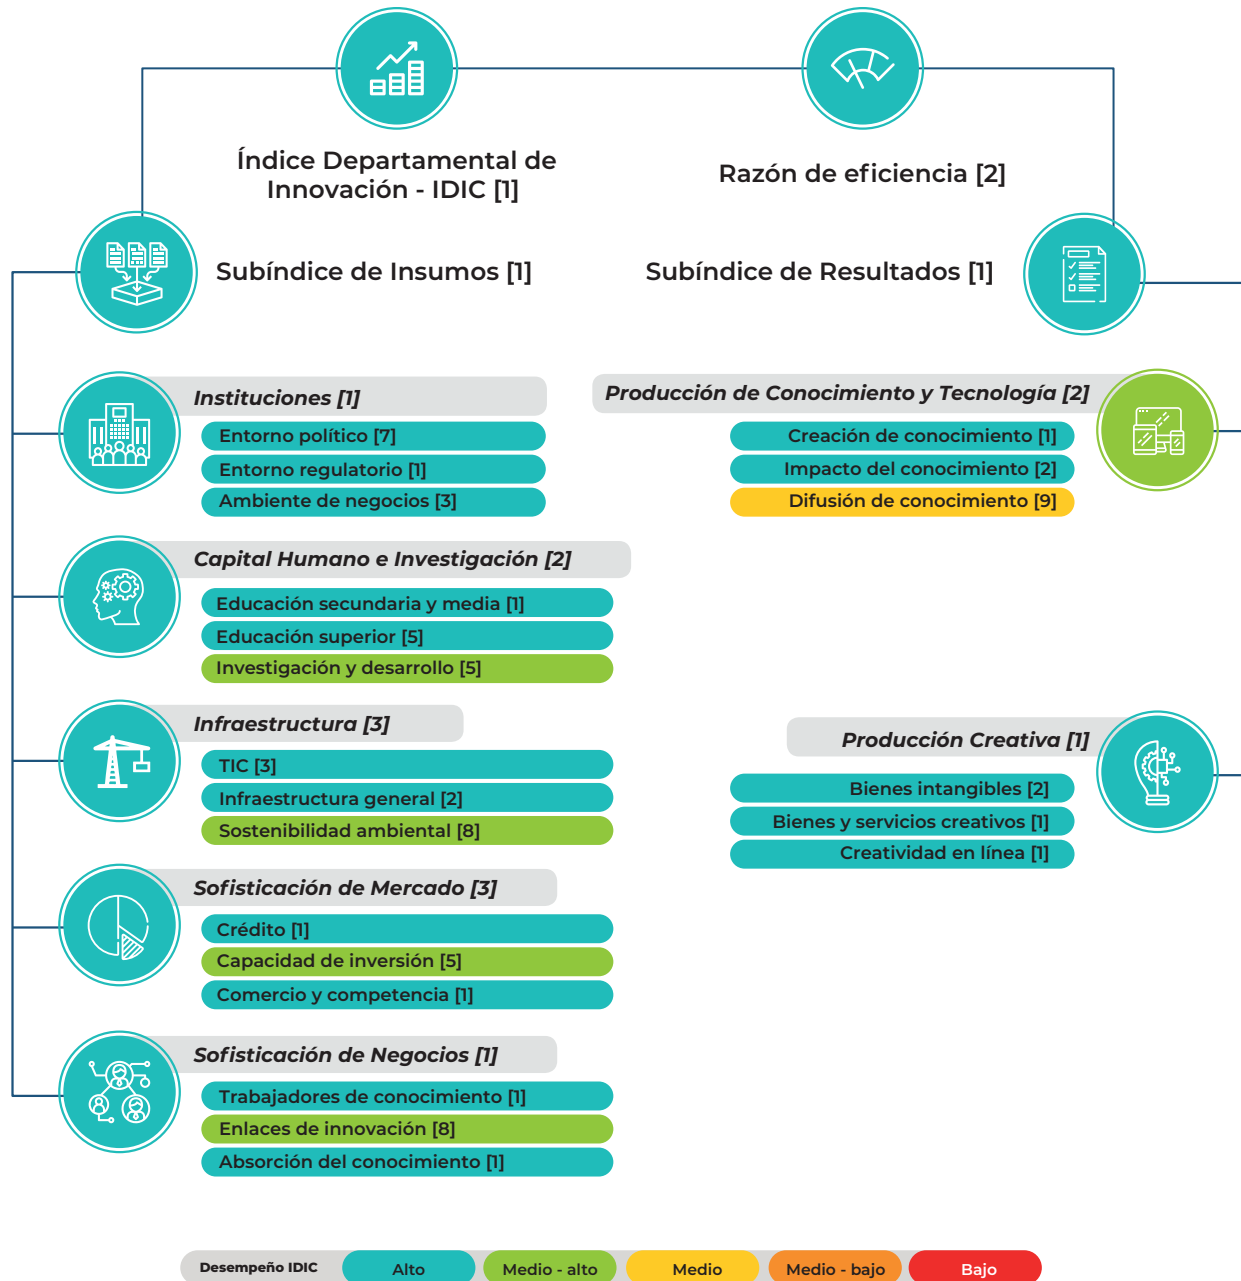 Índice Departamental de
Innovación - IDIC [1]
Razón de eficiencia [2]
Subíndice de Insumos [1]
Subíndice de Resultados [1]
Instituciones [1]
Entorno político [7]
Entorno regulatorio [1]
Ambiente de negocios [3]
Capital Humano e Investigación [2]
Educación secundaria y media [1]
Educación superior [5]
Investigación y desarrollo [5]
Infraestructura [3]
TIC [3]
Infraestructura general [2]
Sostenibilidad ambiental [8]
Sofisticación de Mercado [3]
Crédito [1]
Capacidad de inversión [5]
Comercio y competencia [1]
Sofisticación de Negocios [1]
Trabajadores de conocimiento [1]
Enlaces de innovación [8]
Absorción del conocimiento [1]
Producción de Conocimiento y Tecnología [2]
Creación de conocimiento [1]
Impacto del conocimiento [2]
Difusión de conocimiento [9]
Producción Creativa [1]
Bienes intangibles [2]
Bienes y servicios creativos [1]
Creatividad en línea [1]
Desempeño IDIC
Alto
Medio - alto
Medio
Medio - bajo
Bajo